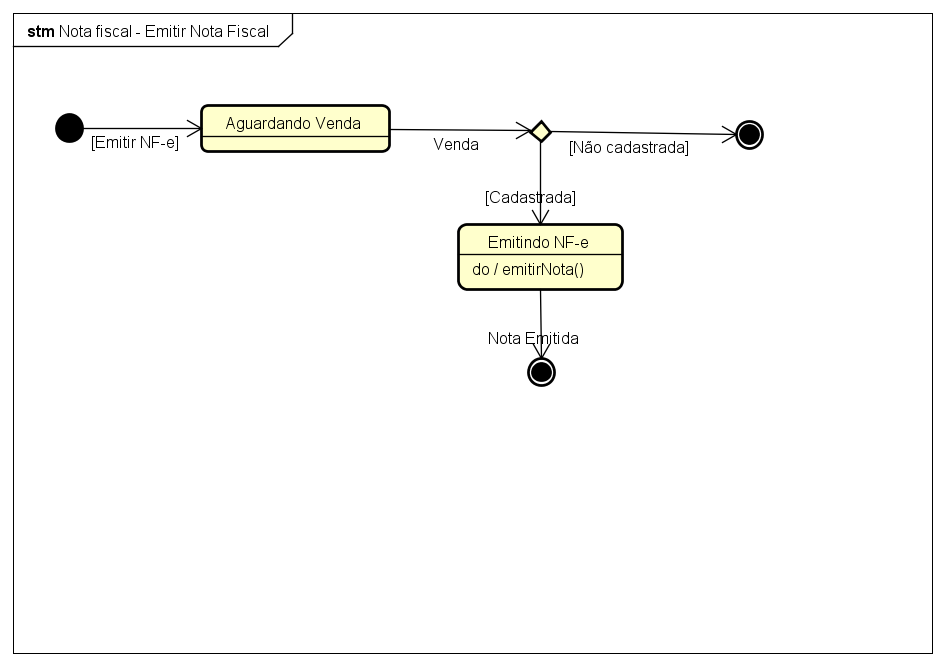 stm Nota fiscal - Emitir Nota Fiscal
Aguardando Venda
[Emitir NF-e]
Venda
[Não cadastrada]
[Cadastrada]
Emitindo NF-e
do / emitirNota()
Nota Emitida